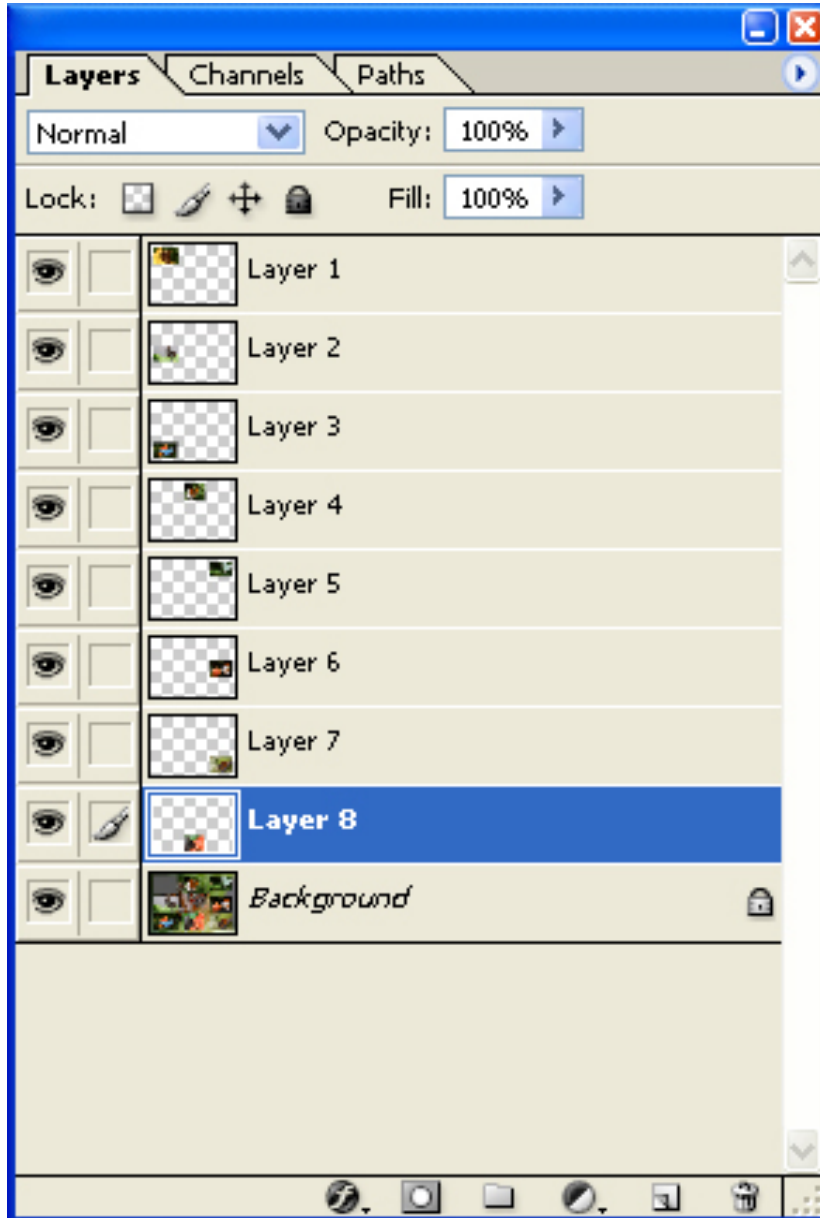 Layers Channels Paths
Normal Opacity: 100%
Lock: Fill: 100%
Layer 1
Layer 2
Layer 3
Layer 4
Layer 5
Layer 6
Layer 7
Layer 8
Background